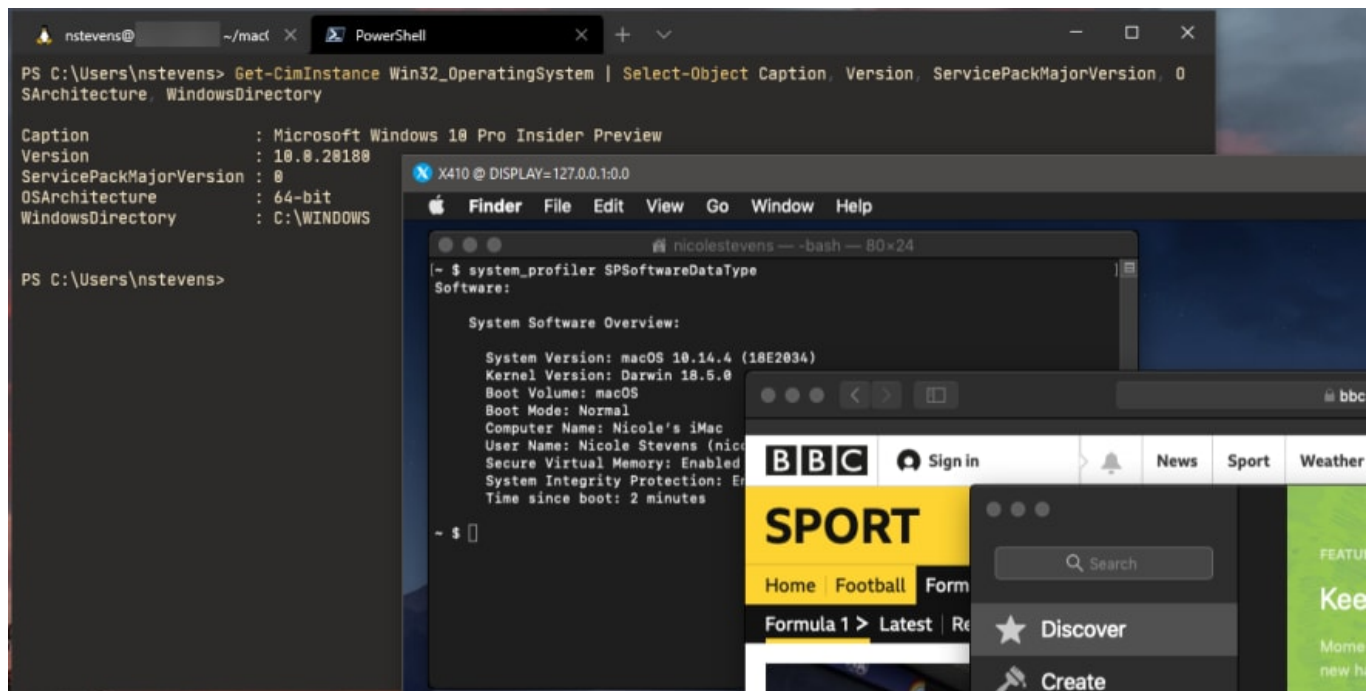 nstevens@ ~/mac(
PowerShell
PS C:\Users\nstevens> Get-CimInstance Win32_OperatingSystem | Select-Object Caption, Version, ServicePackMajorVersion, O
SArchitecture, WindowsDirectory
Caption : Microsoft Windows 10 Pro Insider Preview
Version : 10.0.20180
ServicePackMajorVersion : 0
OSArchitecture : 64-bit
WindowsDirectory : C:\WINDOWS
PS C:\Users\nstevens>
X410 @ DISPLAY=127.0.0.1:0.0
Finder File Edit View Go Window Help
nicolestevens — -bash — 80×24
[~ $ system_profiler SPSoftwareDataType ]
Software:
System Software Overview:
System Version: macOS 10.14.4 (18E2034)
Kernel Version: Darwin 18.5.0
Boot Volume: macOS
Boot Mode: Normal
Computer Name: Nicole's iMac
User Name: Nicole Stevens (nico
Secure Virtual Memory: Enabled
System Integrity Protection: En
Time since boot: 2 minutes
~ $
bbc
BBC Sign in News Sport Weather
SPORT
Home Football Form
Formula 1 > Latest Re
Search
Discover
Create
FEATU
Kee
Mome
new ha